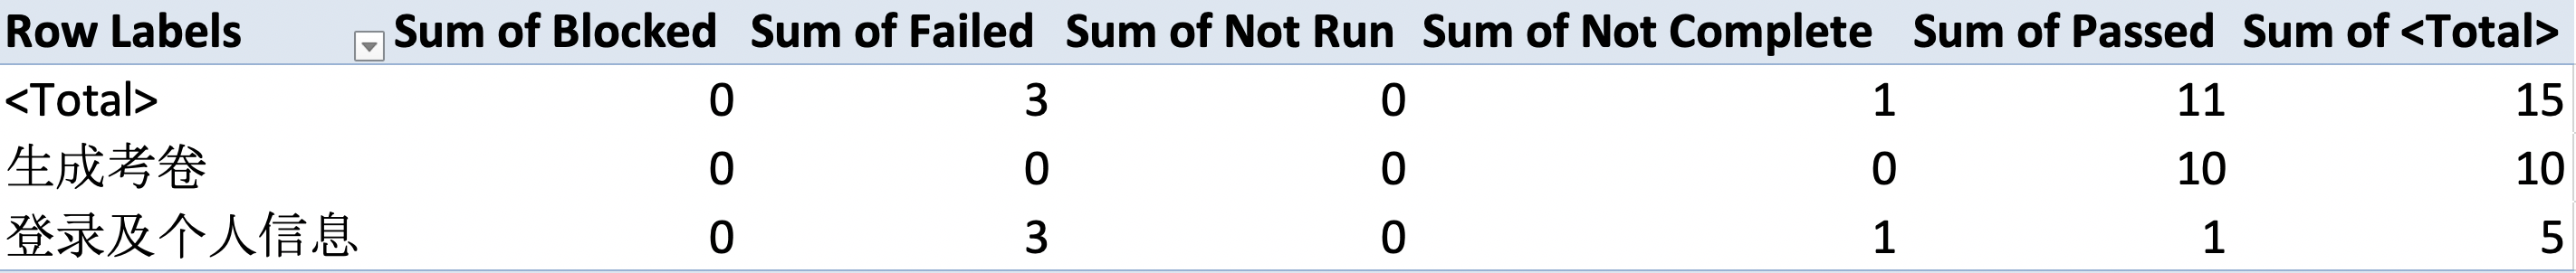 Row Labels Sum of Blocked Sum of Failed Sum of Not Run Sum of Not Complete Sum of Passed Sum of <Total>
<Total> 0 3 0 1 11 15
生成考卷 0 0 0 0 10 10
登录及个人信息 0 3 0 1 1 5